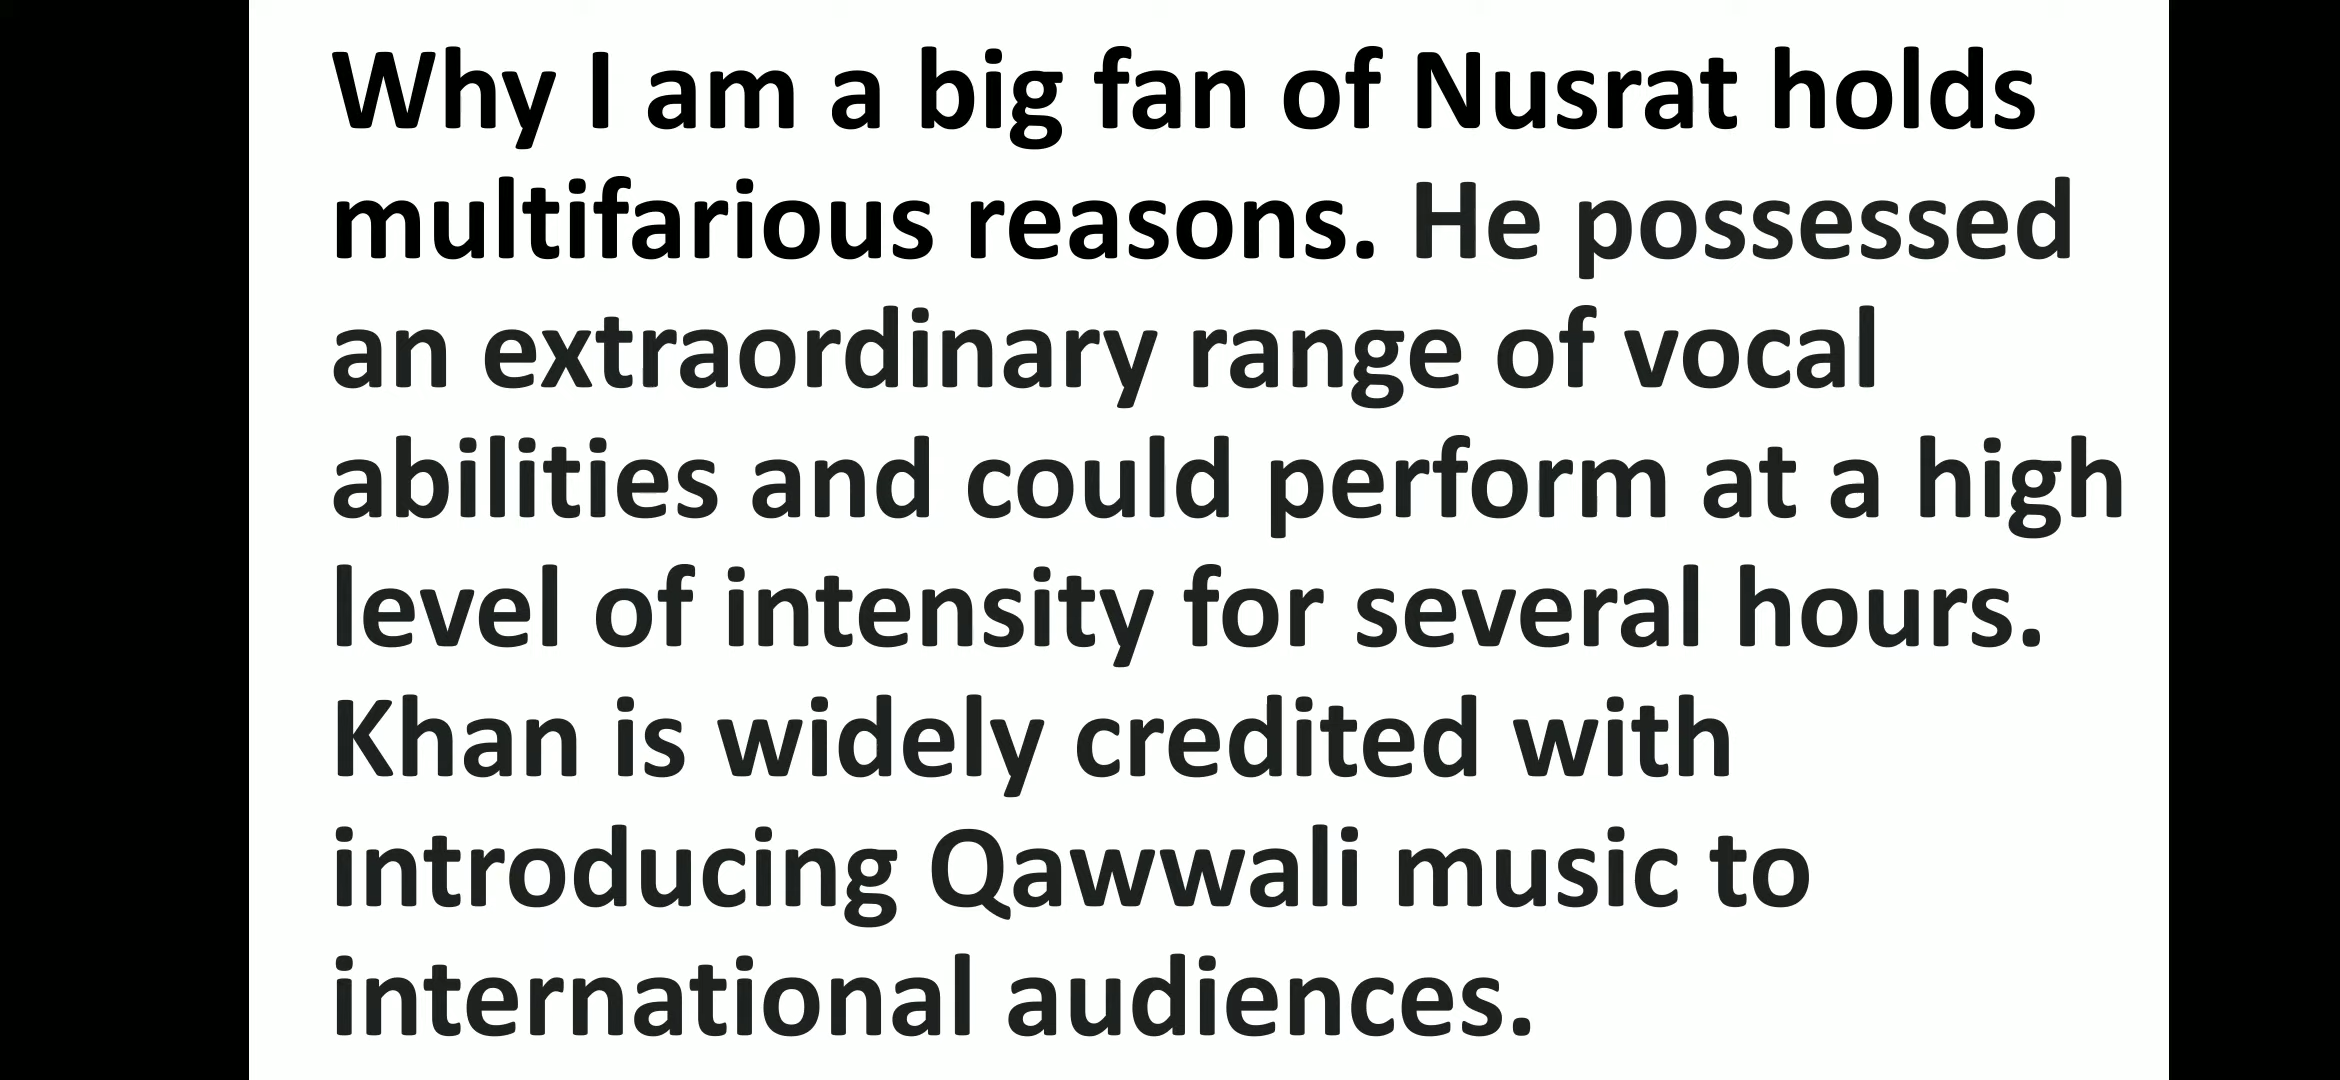 Why I am a big fan of Nusrat holds
multifarious reasons. He possessed
an extraordinary range of vocal
abilities and could perform at a high
level of intensity for several hours.
Khan is widely credited with
introducing Qawwali music to
international audiences.